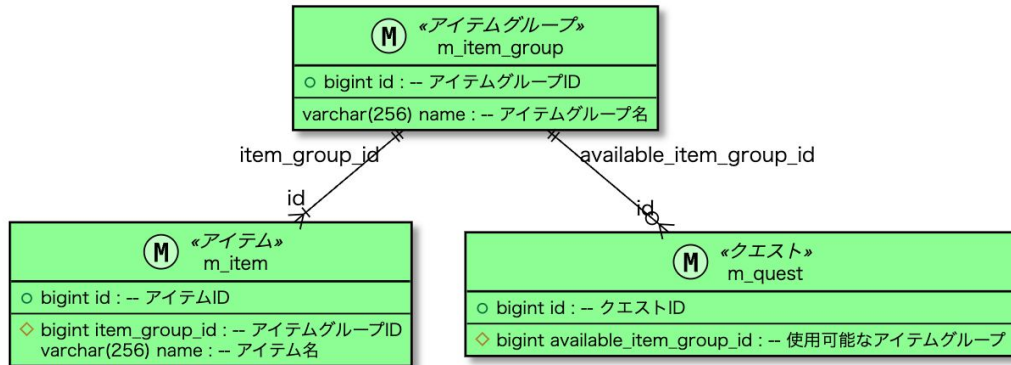 M «アイテムグループ»
m_item_group
bigint id : -- アイテムグループID
varchar(256) name : -- アイテムグループ名
item_group_id
available_item_group_id
id
id
M «アイテム»
m_item
bigint id : -- アイテムID
bigint item_group_id : -- アイテムグループID
varchar(256) name : -- アイテム名
M «クエスト»
m_quest
bigint id : -- クエストID
bigint available_item_group_id : -- 使用可能なアイテムグループ